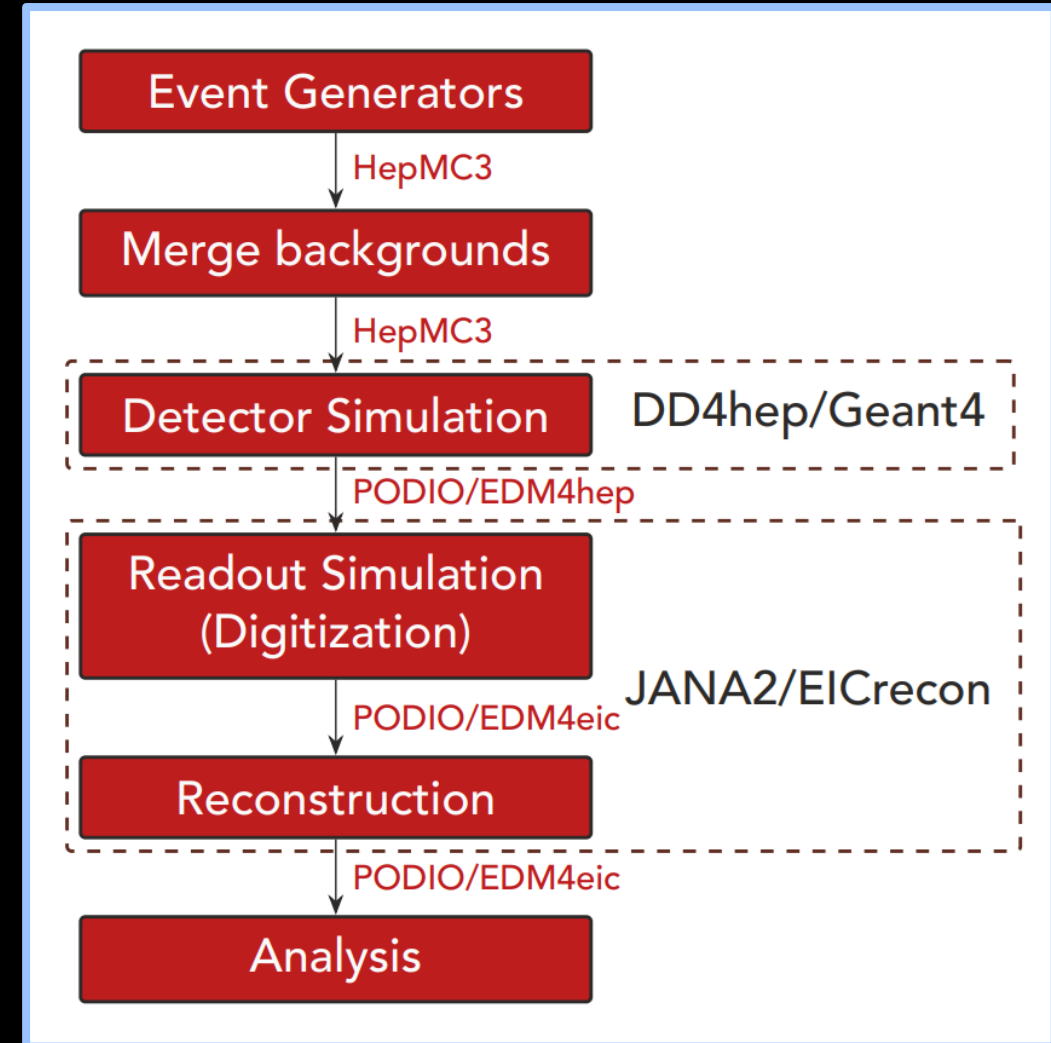 Event Generators
HepMC3
Merge backgrounds
HepMC3
Detector Simulation
DD4hep/Geant4
PODIO/EDM4hep
Readout Simulation
(Digitization)
JANA2/EICrecon
PODIO/EDM4eic
Reconstruction
PODIO/EDM4eic
Analysis